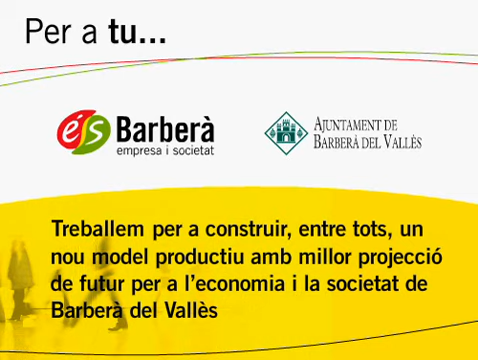 Per a tu...
és Barberà
empresa i societat
AJUNTAMENT DE
BARBERÀ DEL VALLÈS
Treballem per a construir, entre tots, un
nou model productiu amb millor projecció
de futur per a l'economia i la societat de
Barberà del Vallès